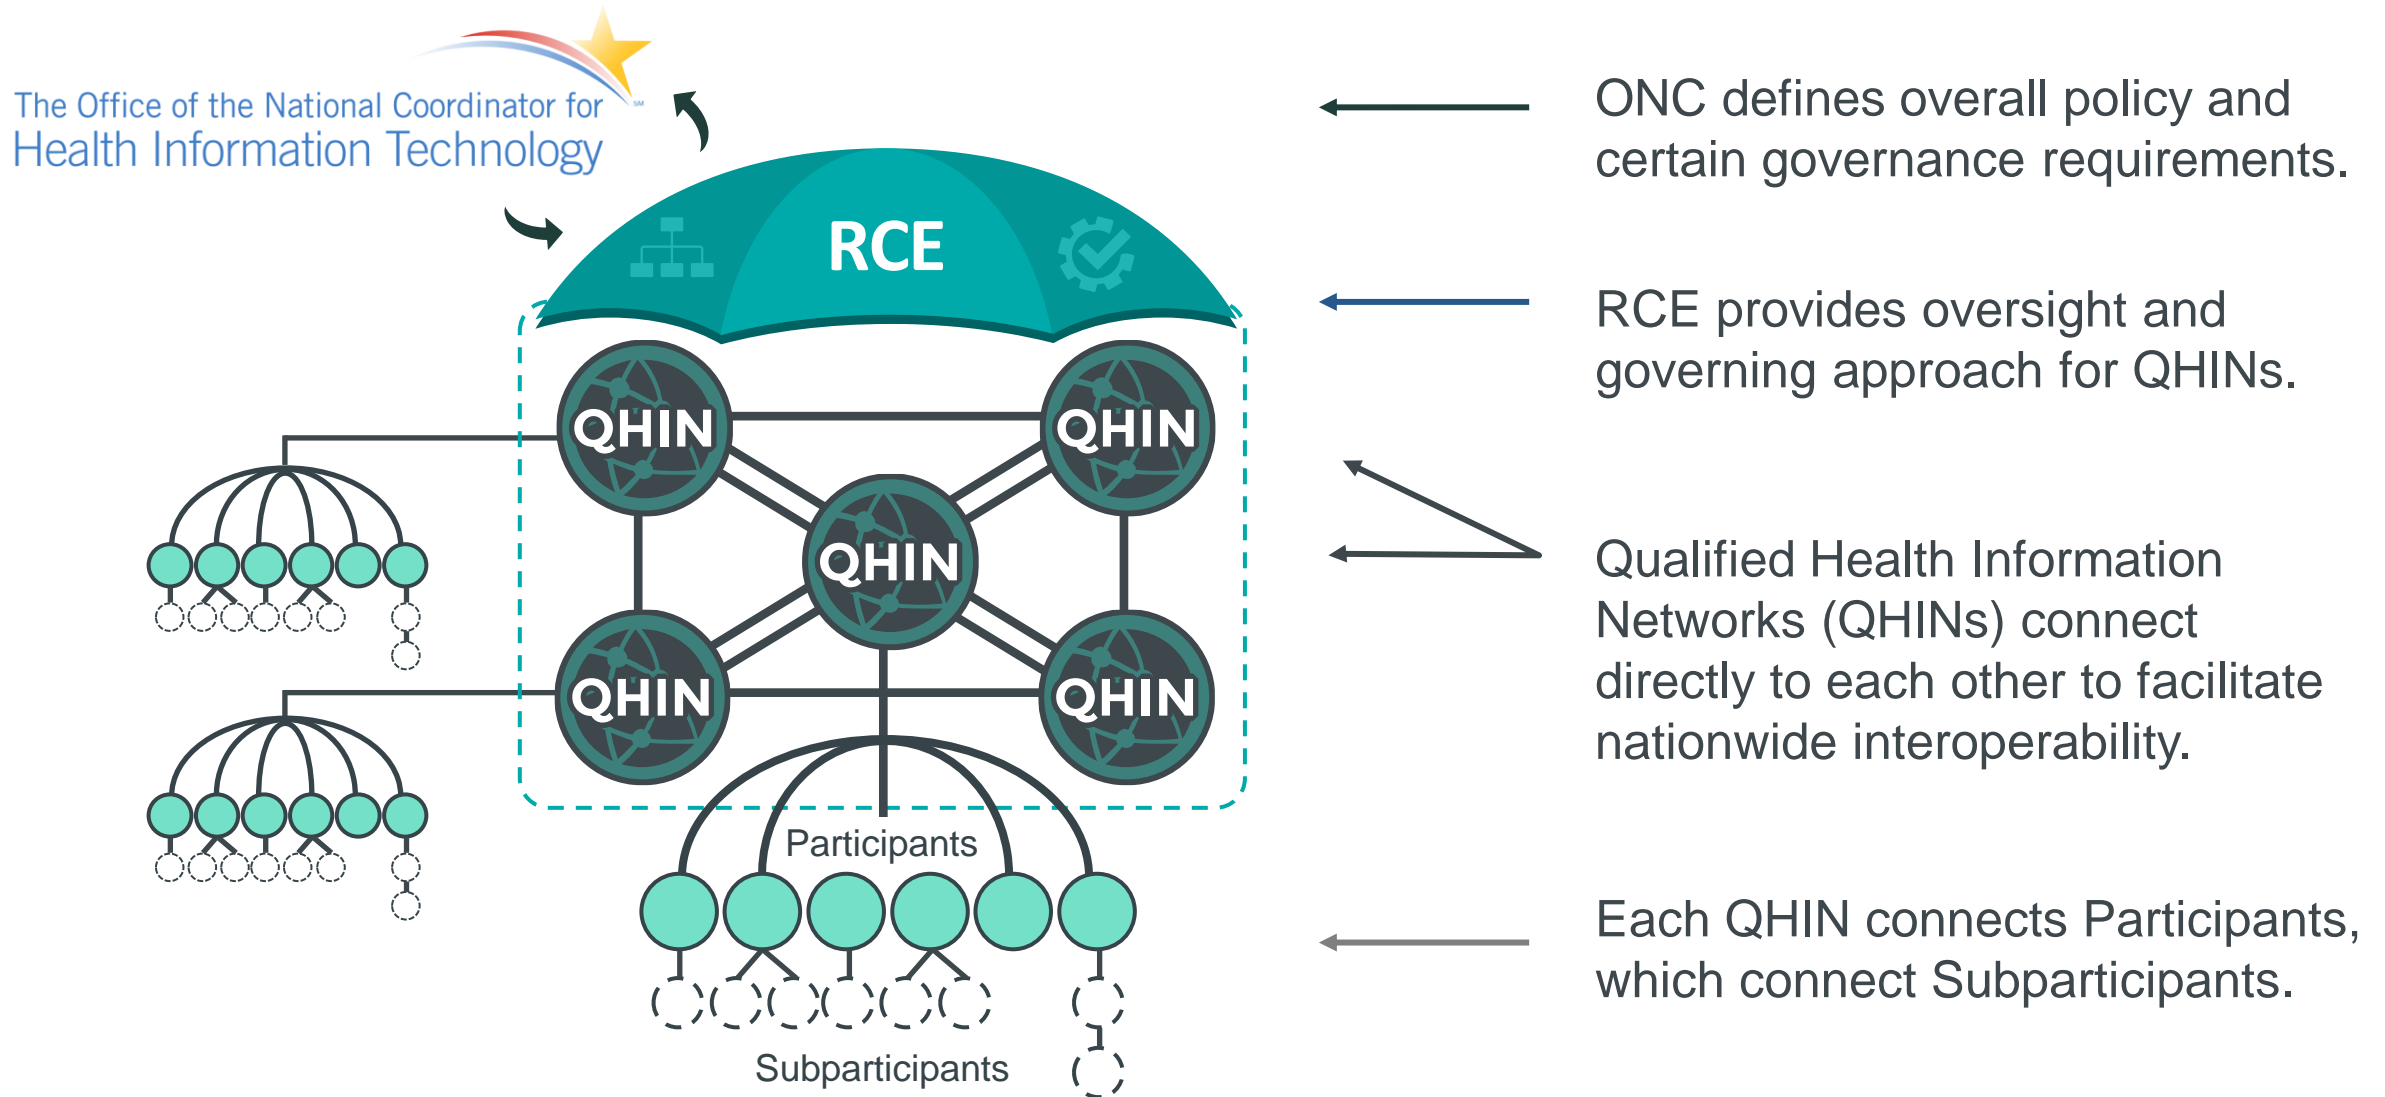 The Office of the National Coordinator for
Health Information Technology
SM
RCE
QHIN
QHIN
QHIN
QHIN
QHIN
Participants
Subparticipants
ONC defines overall policy and
certain governance requirements.
RCE provides oversight and
governing approach for QHINs.
Qualified Health Information
Networks (QHINs) connect
directly to each other to facilitate
nationwide interoperability.
Each QHIN connects Participants,
which connect Subparticipants.